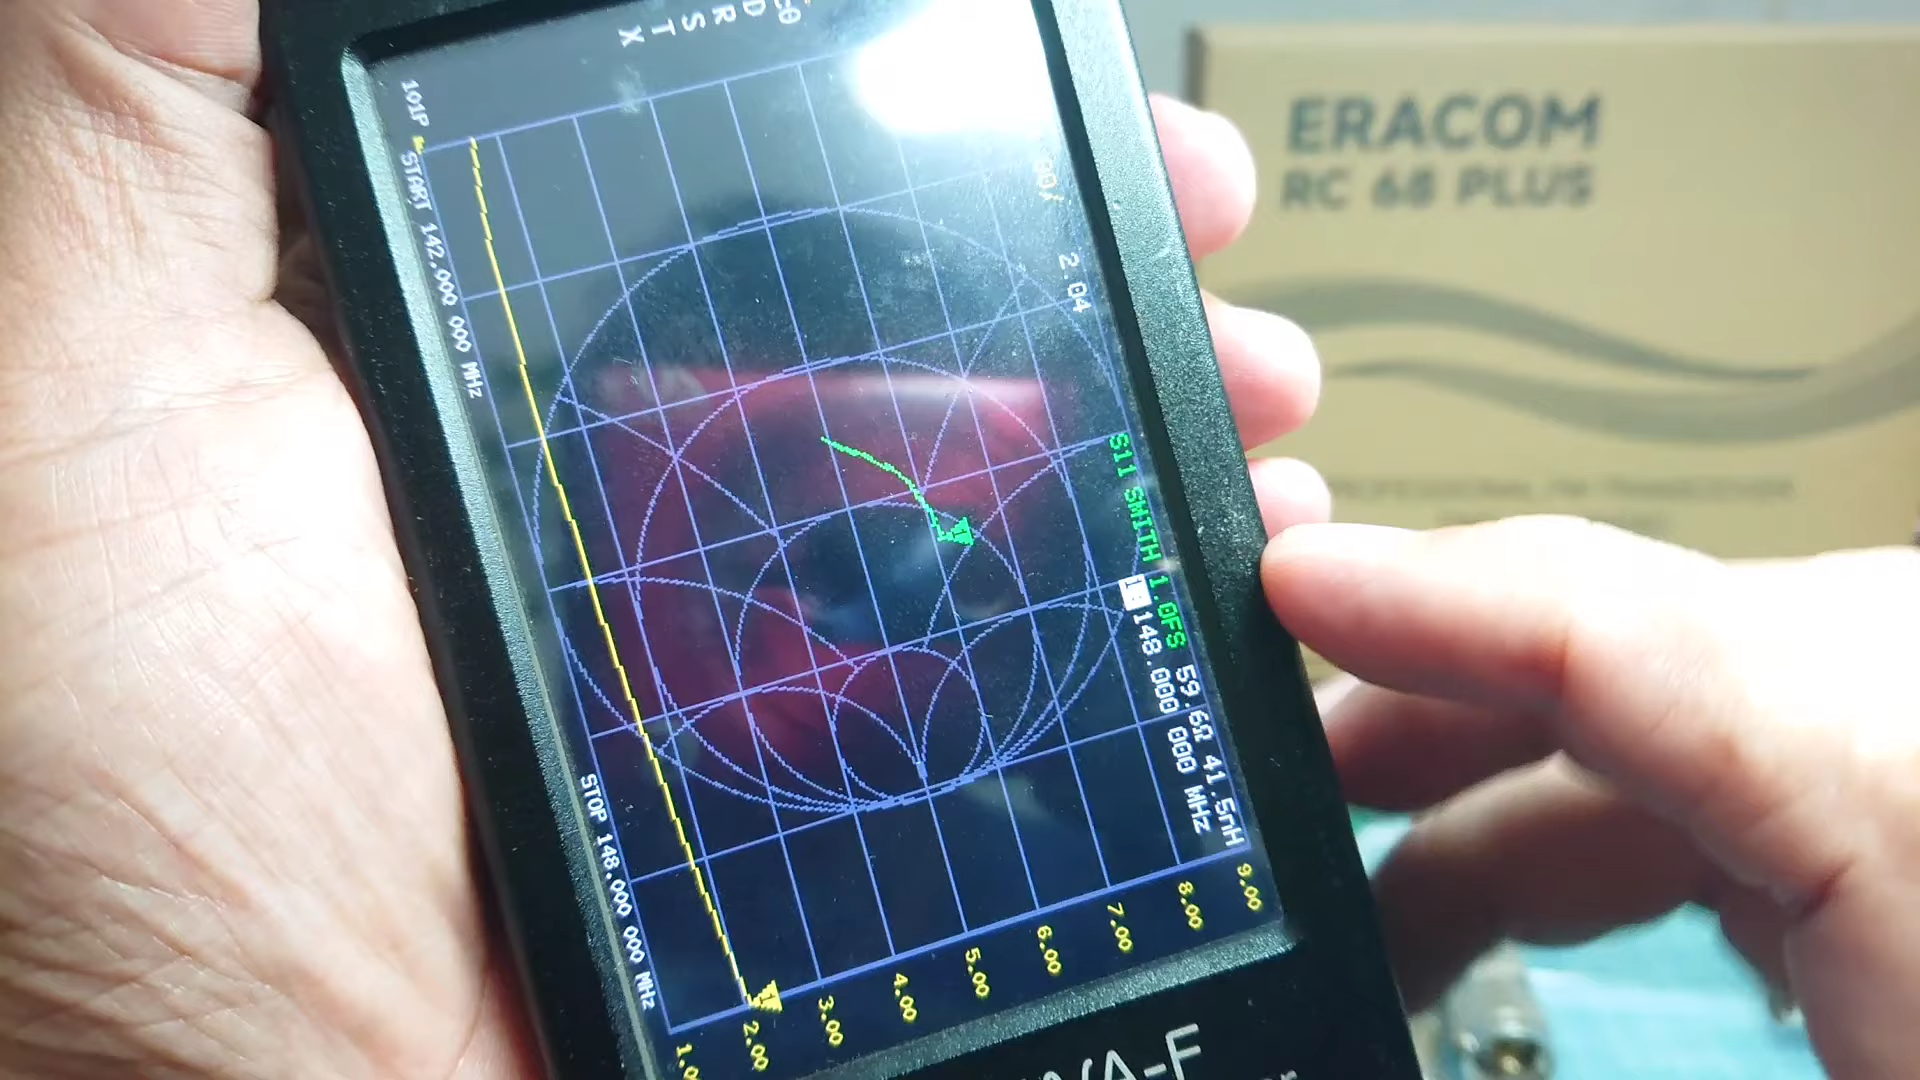 2.04
S11 SMITH 1.0FS 59.6Ω 41.5nH
148.000 000 MHz
9.00
8.00
7.00
6.00
5.00
4.00
3.00
2.00
101P
START 142.000 000 MHz
STOP 148.000 000 MHz
D
R
S
T
X
VA-F
ERACOM
RC 68 PLUS